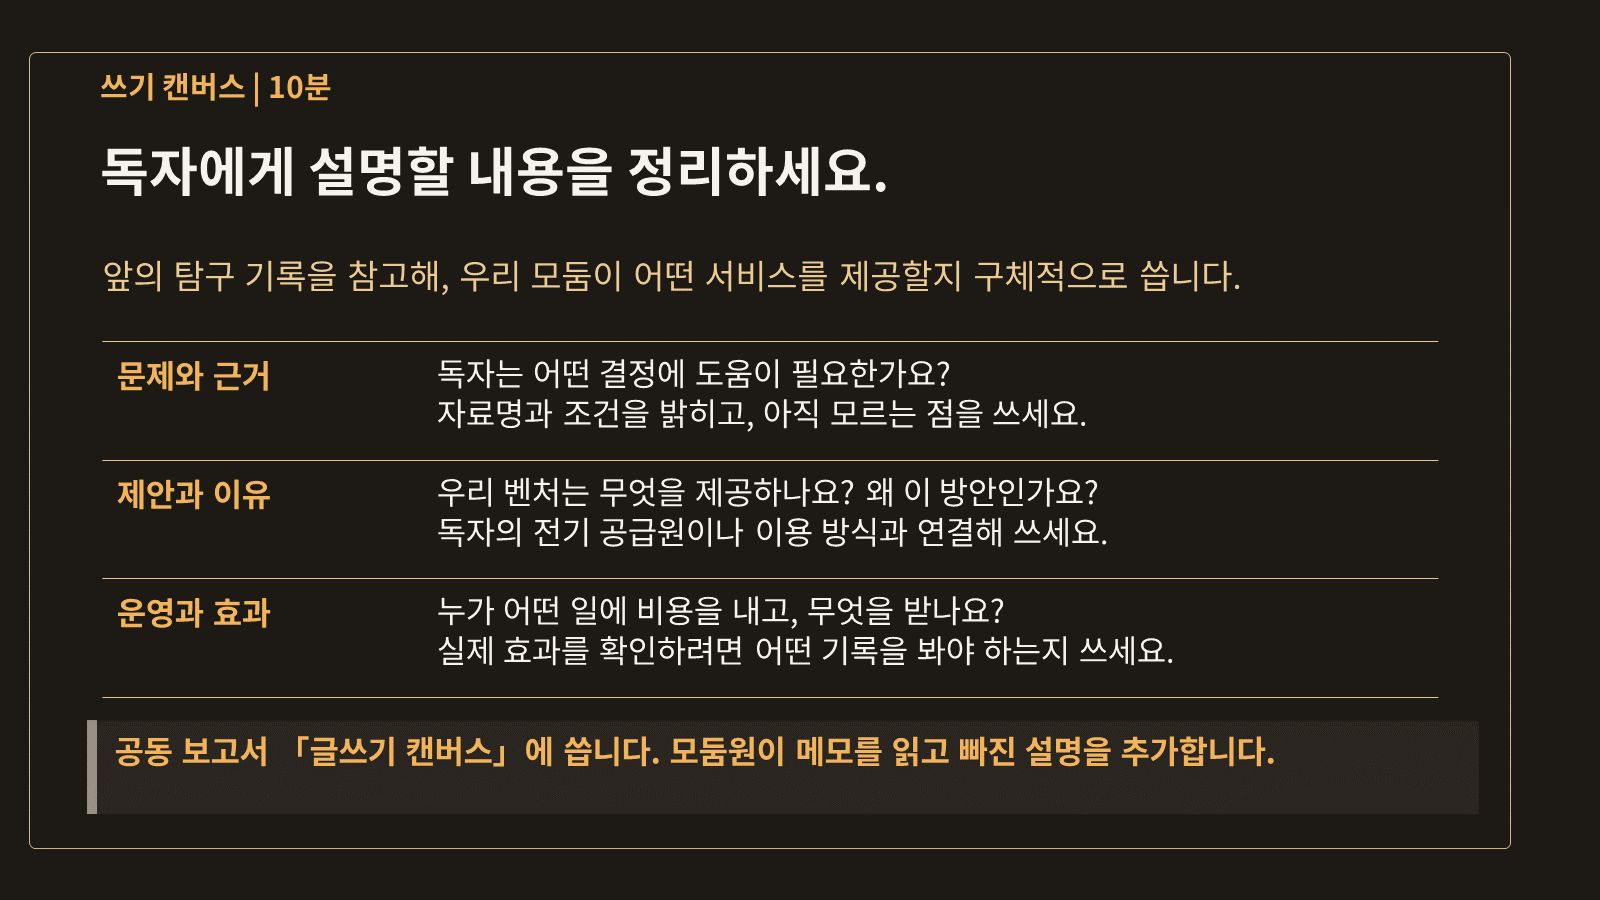 쓰기 캔버스 | 10분
독자에게 설명할 내용을 정리하세요.
앞의 탐구 기록을 참고해, 우리 모둠이 어떤 서비스를 제공할지 구체적으로 씁니다.
문제와 근거
독자는 어떤 결정에 도움이 필요한가요?
자료명과 조건을 밝히고, 아직 모르는 점을 쓰세요.
제안과 이유
우리 벤처는 무엇을 제공하나요? 왜 이 방안인가요?
독자의 전기 공급원이나 이용 방식과 연결해 쓰세요.
운영과 효과
누가 어떤 일에 비용을 내고, 무엇을 받나요?
실제 효과를 확인하려면 어떤 기록을 봐야 하는지 쓰세요.
공동 보고서 「글쓰기 캔버스」에 씁니다. 모둠원이 메모를 읽고 빠진 설명을 추가합니다.